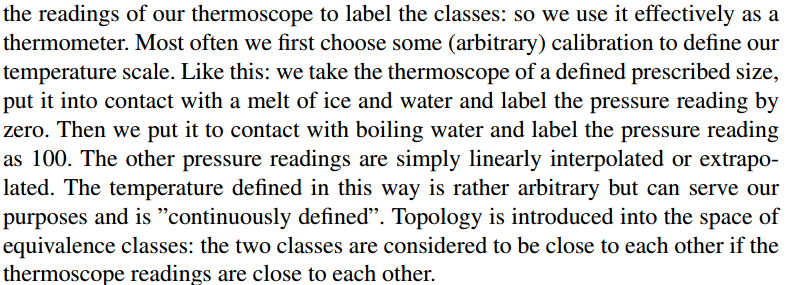 the readings of our thermoscope to label the classes: so we use it effectively as a
thermometer. Most often we first choose some (arbitrary) calibration to define our
temperature scale. Like this: we take the thermoscope of a defined prescribed size,
put it into contact with a melt of ice and water and label the pressure reading by
zero. Then we put it to contact with boiling water and label the pressure reading
as 100. The other pressure readings are simply linearly interpolated or extrapo-
lated. The temperature defined in this way is rather arbitrary but can serve our
purposes and is ”continuously defined”. Topology is introduced into the space of
equivalence classes: the two classes are considered to be close to each other if the
thermoscope readings are close to each other.